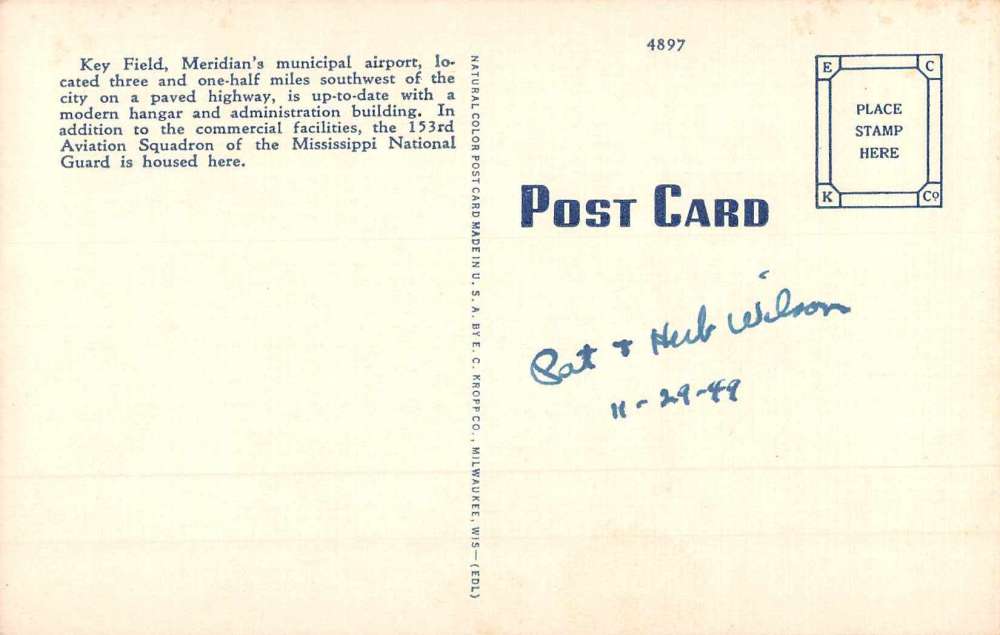 Key Field, Meridian's municipal airport, lo-
cated three and one-half miles southwest of the
city on a paved highway, is up-to-date with a
modern hangar and administration building. In
addition to the commercial facilities, the 153rd
Aviation Squadron of the Mississippi National
Guard is housed here.
NATURAL COLOR POST CARD MADE IN U. S. A. BY E. C. KROPP CO., MILWAUKEE, WIS—(EDL)
4897
E C
PLACE
STAMP
HERE
K Co
POST CARD
Pat & Herb Wilson
11-29-49